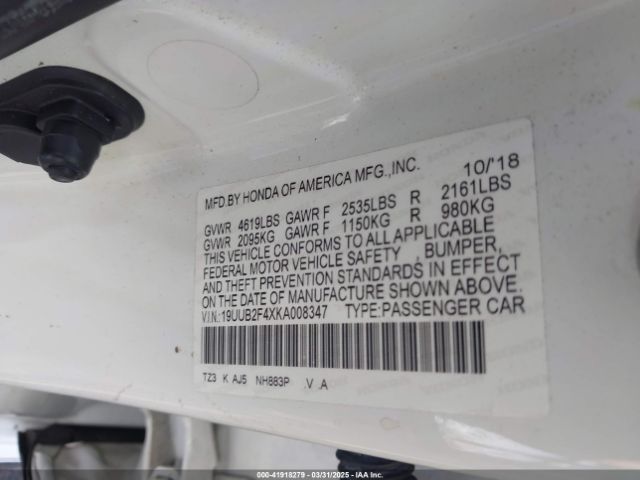 MFD.BY HONDA OF AMERICA MFG.,INC. 10/'18
GVWR 4619LBS GAWR F 2535LBS R 2161LBS
GVWR 2095KG GAWR F 1150KG R 980KG
THIS VEHICLE CONFORMS TO ALL APPLICABLE
FEDERAL MOTOR VEHICLE SAFETY , BUMPER,
AND THEFT PREVENTION STANDARDS IN EFFECT
ON THE DATE OF MANUFACTURE SHOWN ABOVE.
V.I.N.: 19UUB2F4XKA008347 TYPE:PASSENGER CAR
TZ3 K AJ5 NH883P .V .A
00-41918279 - 03/31/2025 - IAA Inc.